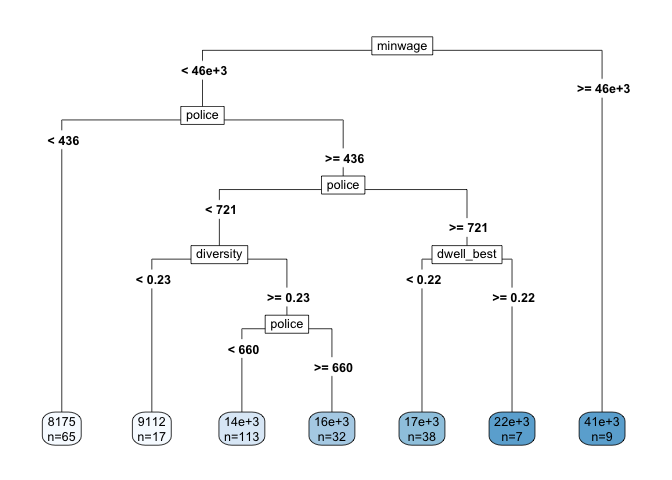 minwage
< 46e+3
>= 46e+3
police
< 436
>= 436
police
< 721
>= 721
diversity
dwell_best
< 0.23
>= 0.23
< 0.22
>= 0.22
police
< 660
>= 660
8175
n=65
9112
n=17
14e+3
n=113
16e+3
n=32
17e+3
n=38
22e+3
n=7
41e+3
n=9